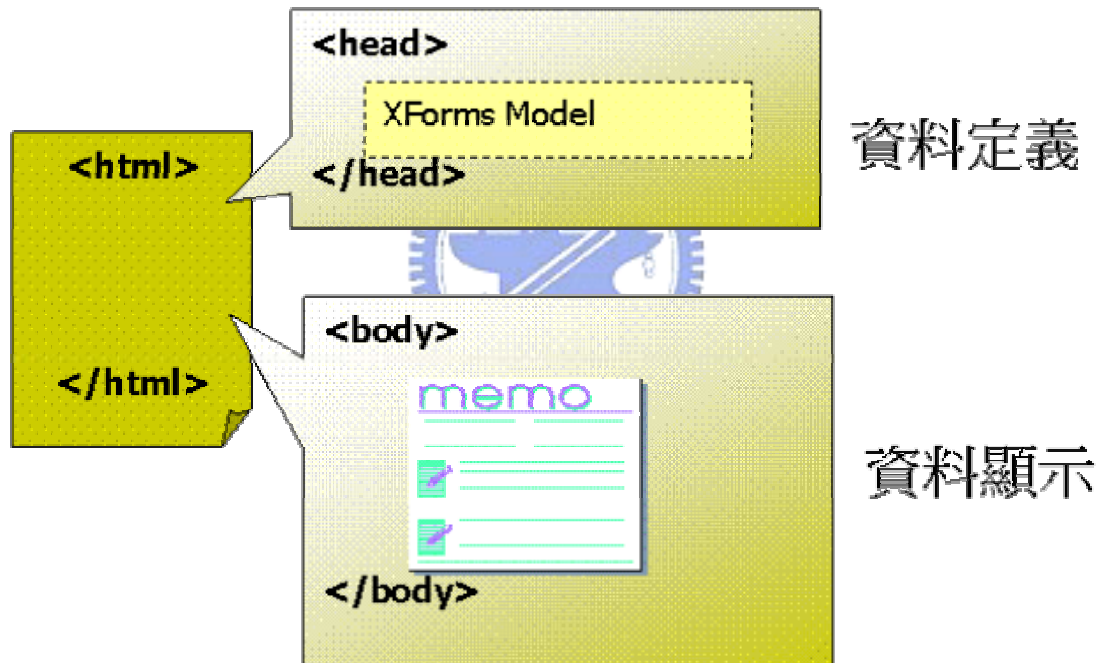 <head>
XForms Model
資料定義
<html>
</head>
<body>
</html>
memo
資料顯示
</body>